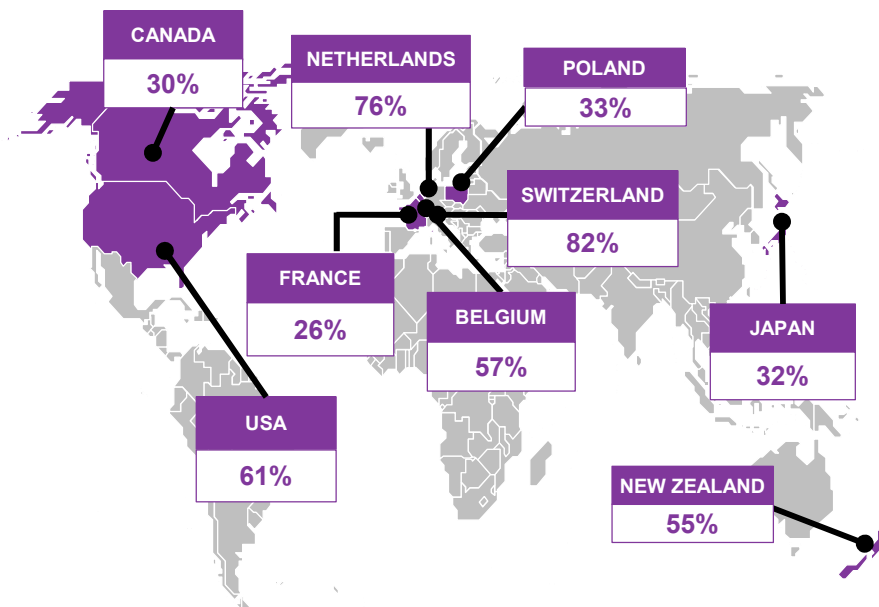 CANADA
30%
NETHERLANDS
76%
POLAND
33%
SWITZERLAND
82%
FRANCE
26%
BELGIUM
57%
JAPAN
32%
USA
61%
NEW ZEALAND
55%